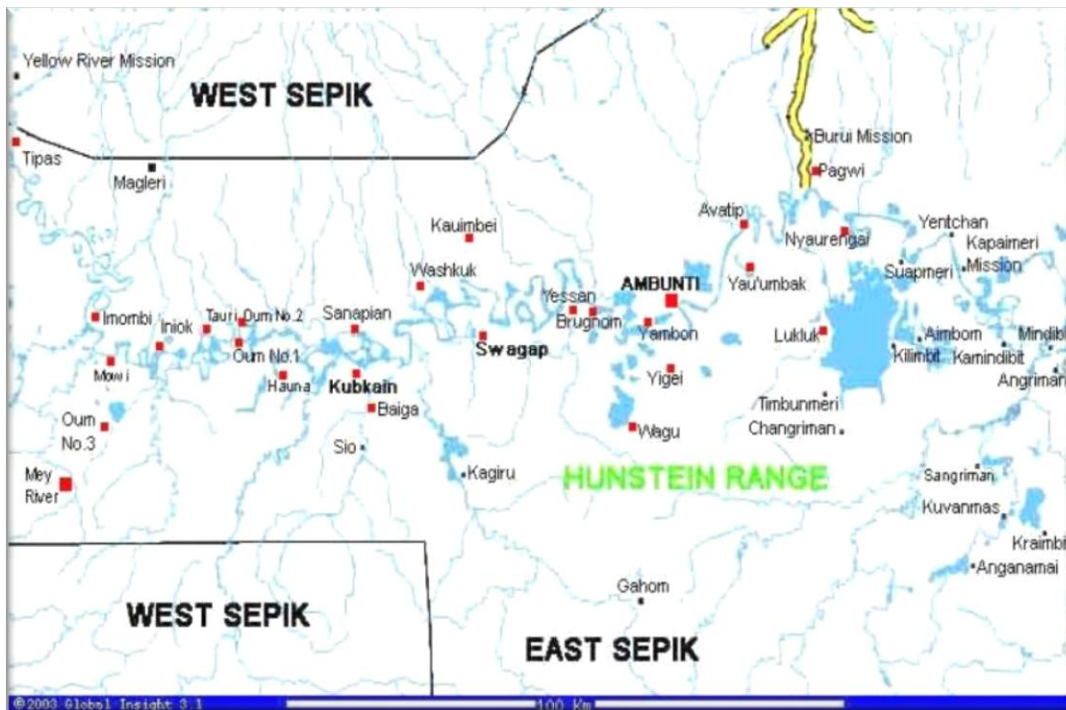 Yellow River Mission
WEST SEPIK
Burui Mission
Tipas
Pagwi
Magleri
Avatip
Yentchan
Kauimbei
Nyaurengai
Kapaimeri
Mission
Suapmeri
Washkuk
AMBUNTI
Yau'umbak
Yessan
Imombi
Tauri
Oum No.2
Sanapian
Brugnom
Yambon
Lukluk
Aimbom
Mindibit
Iniok
Oum No.1
Swagap
Kilimbit
Kamindibit
Mowi
Hauna
Kubkain
Yigei
Angriman
Baiga
Timbunmeri
Oum
No.3
Wagu
Changriman
Sio
Mey
River
Kagiru
HUNSTEIN RANGE
Sangriman
Kuvanmas
Kraimbit
Anganamai
Gahom
WEST SEPIK
EAST SEPIK
©2003 Global Insight 3.1
100 Km